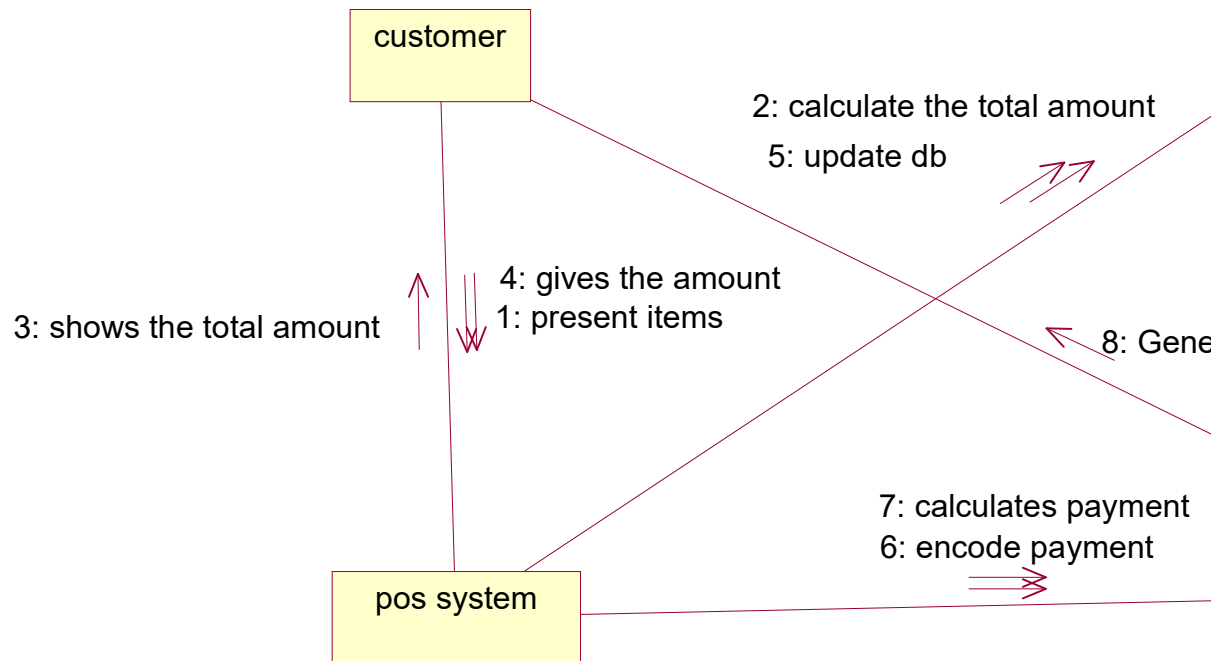 customer
2: calculate the total amount
5: update db
4: gives the amount
1: present items
3: shows the total amount
8:
7: calculates payment
6: encode payment
pos system